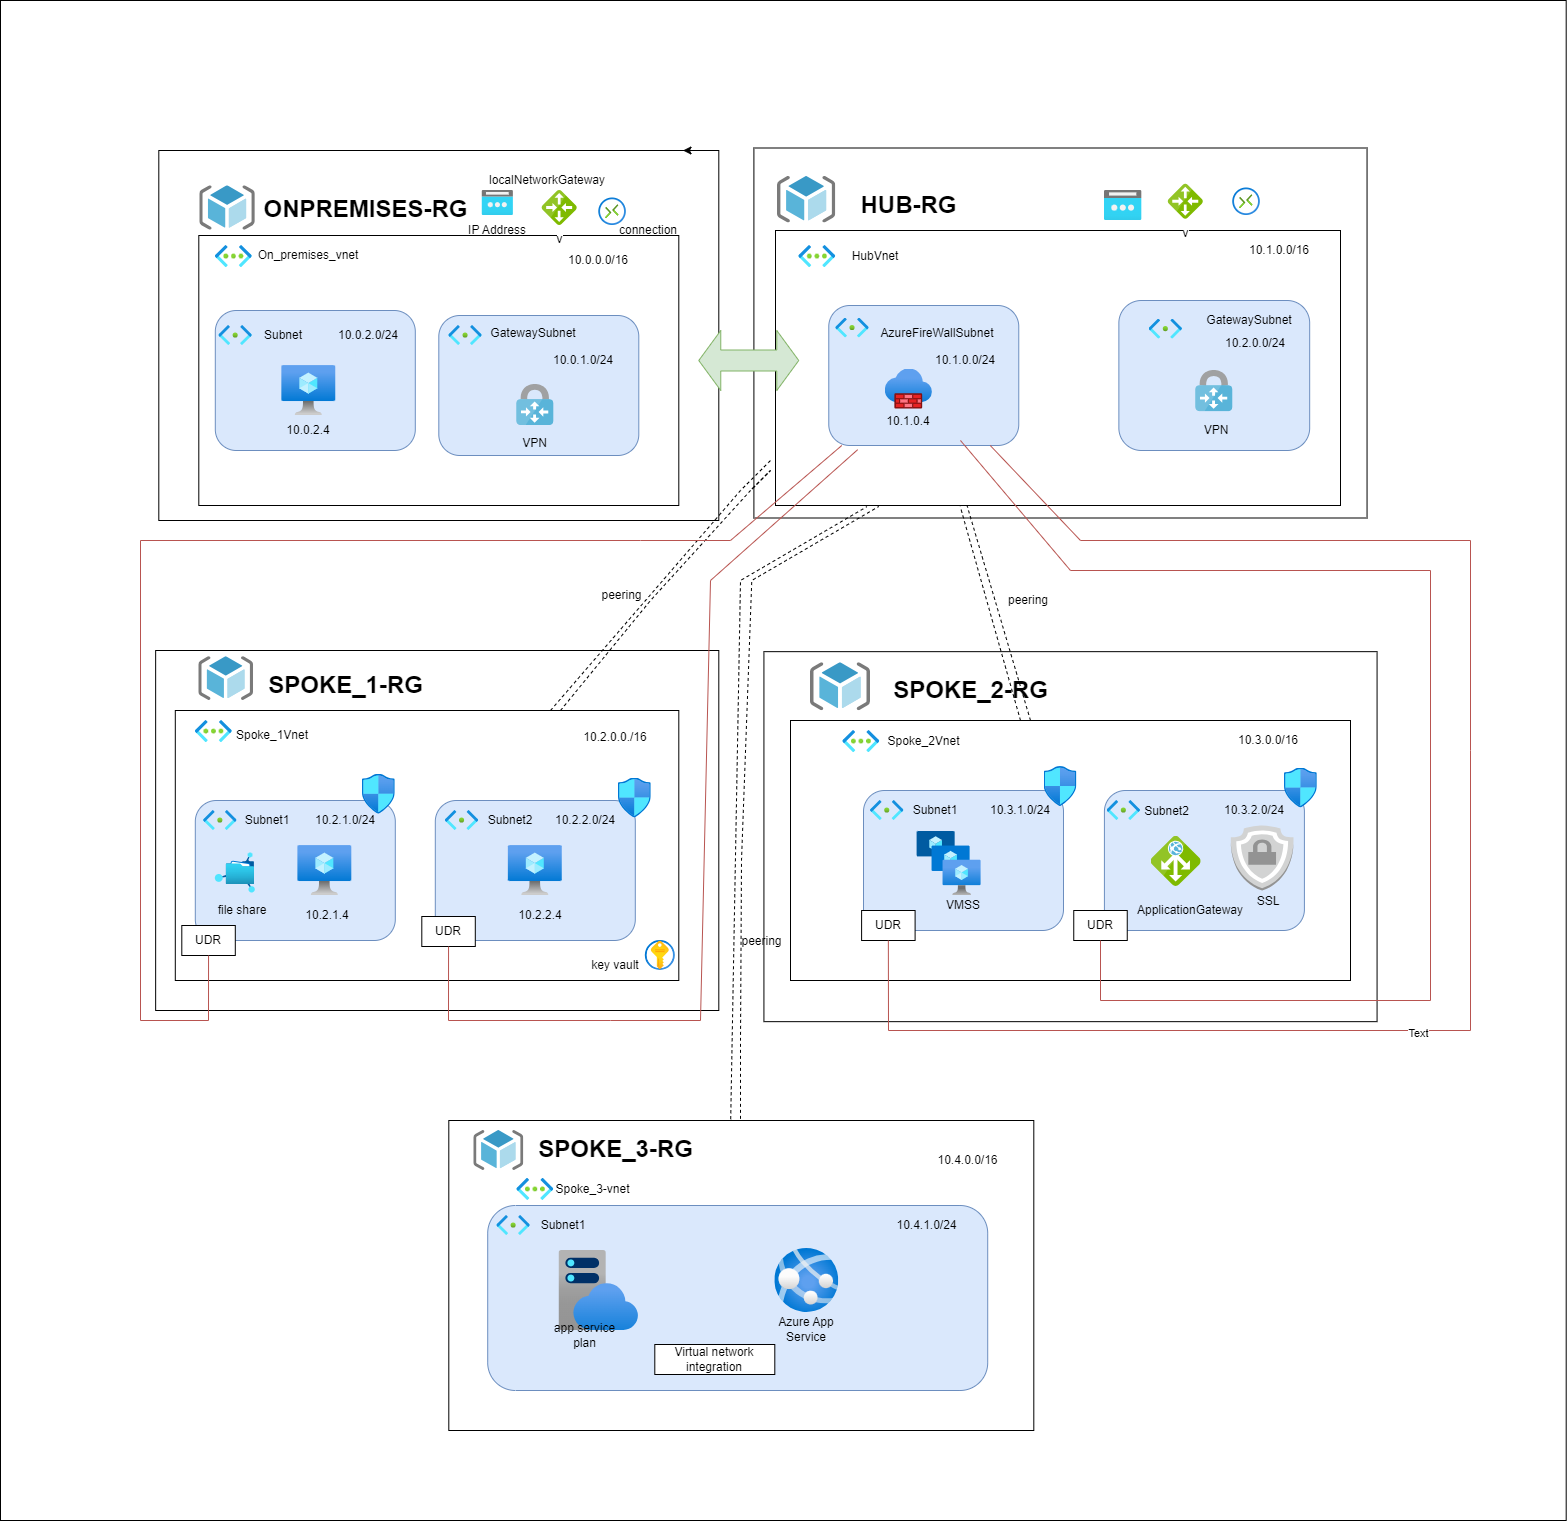 localNetworkGateway
ONPREMISES-RG
IP Address
connection
On_premises_vnet
10.0.0.0/16
Subnet
10.0.2.0/24
10.0.2.4
GatewaySubnet
10.0.1.0/24
VPN
HUB-RG
HubVnet
10.1.0.0/16
AzureFireWallSubnet
10.1.0.0/24
10.1.0.4
GatewaySubnet
10.2.0.0/24
VPN
peering
peering
SPOKE_1-RG
Spoke_1Vnet
10.2.0.0./16
Subnet1
10.2.1.0/24
file share
10.2.1.4
UDR
Subnet2
10.2.2.0/24
10.2.2.4
UDR
key vault
SPOKE_2-RG
Spoke_2Vnet
10.3.0.0/16
Subnet1
10.3.1.0/24
VMSS
UDR
Subnet2
10.3.2.0/24
ApplicationGateway
SSL
UDR
peering
Text
SPOKE_3-RG
10.4.0.0/16
Spoke_3-vnet
Subnet1
10.4.1.0/24
app service
plan
Azure App
Service
Virtual network
integration